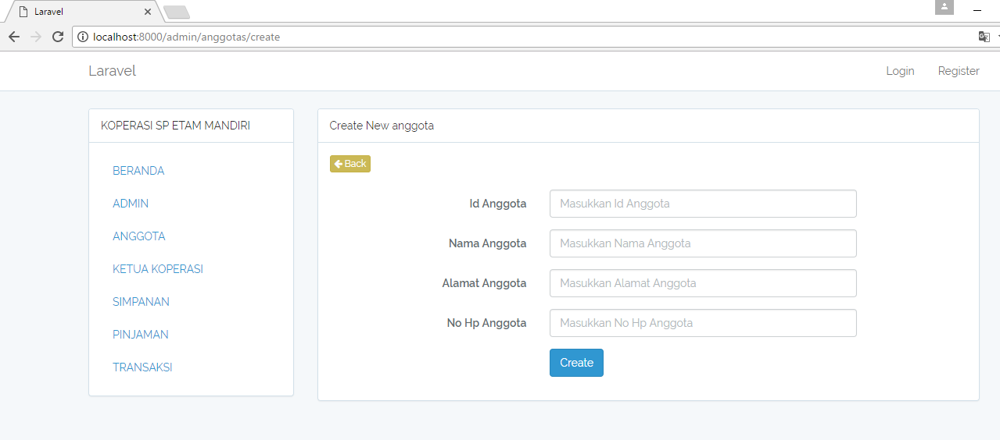 Laravel
localhost:8000/admin/anggotas/create
Laravel
Login
Register
KOPERASI SP ETAM MANDIRI
BERANDA
ADMIN
ANGGOTA
KETUA KOPERASI
SIMPANAN
PINJAMAN
TRANSAKSI
Create New anggota
Back
Id Anggota
Masukkan Id Anggota
Nama Anggota
Masukkan Nama Anggota
Alamat Anggota
Masukkan Alamat Anggota
No Hp Anggota
Masukkan No Hp Anggota
Create